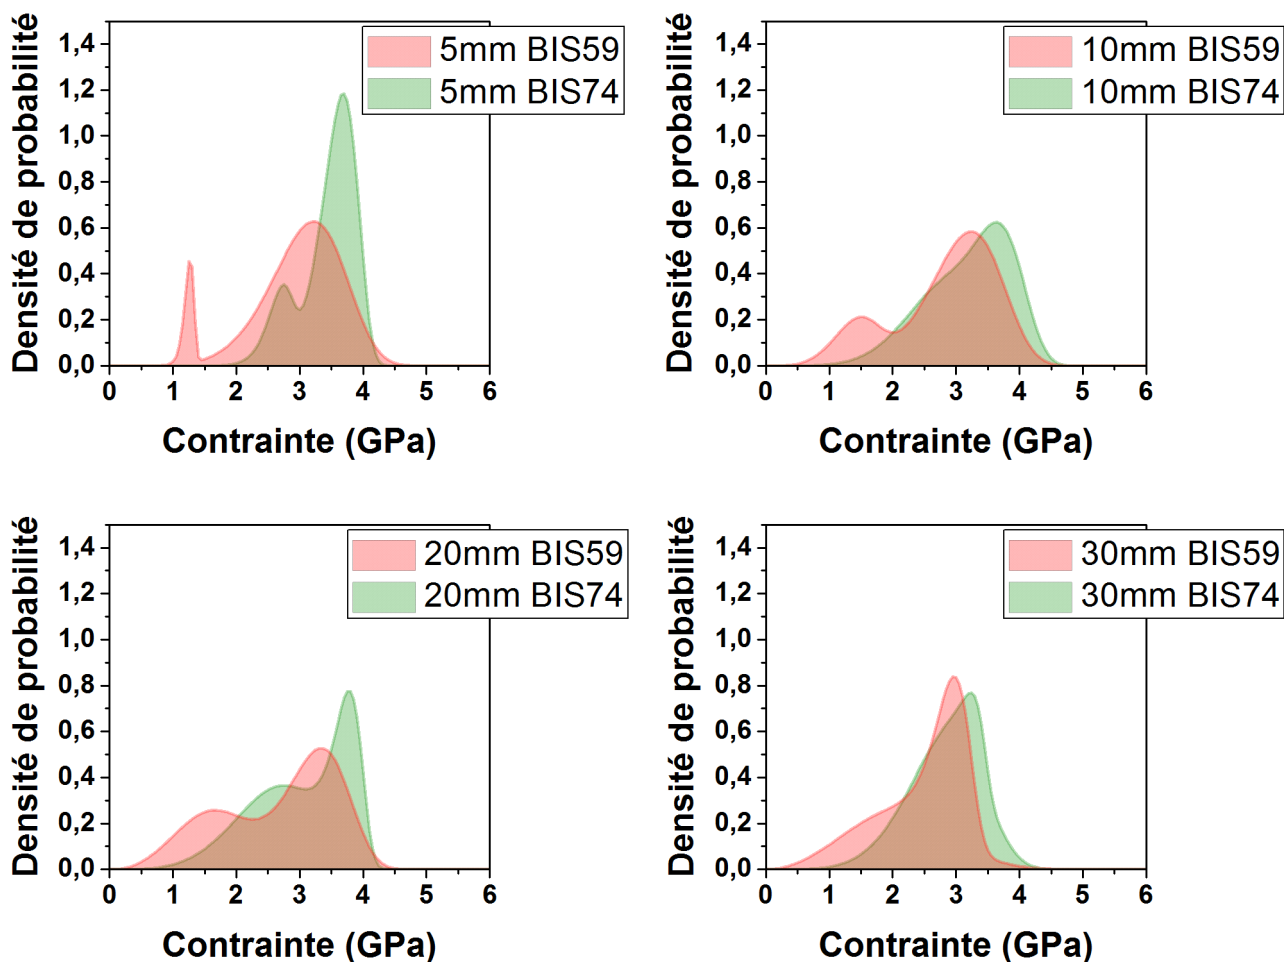 5mm BIS59
5mm BIS74
Densité de probabilité
1,4
1,2
1,0
0,8
0,6
0,4
0,2
0,0
0 1 2 3 4 5 6
Contrainte (GPa)
10mm BIS59
10mm BIS74
Densité de probabilité
1,4
1,2
1,0
0,8
0,6
0,4
0,2
0,0
0 1 2 3 4 5 6
Contrainte (GPa)
20mm BIS59
20mm BIS74
Densité de probabilité
1,4
1,2
1,0
0,8
0,6
0,4
0,2
0,0
0 1 2 3 4 5 6
Contrainte (GPa)
30mm BIS59
30mm BIS74
Densité de probabilité
1,4
1,2
1,0
0,8
0,6
0,4
0,2
0,0
0 1 2 3 4 5 6
Contrainte (GPa)